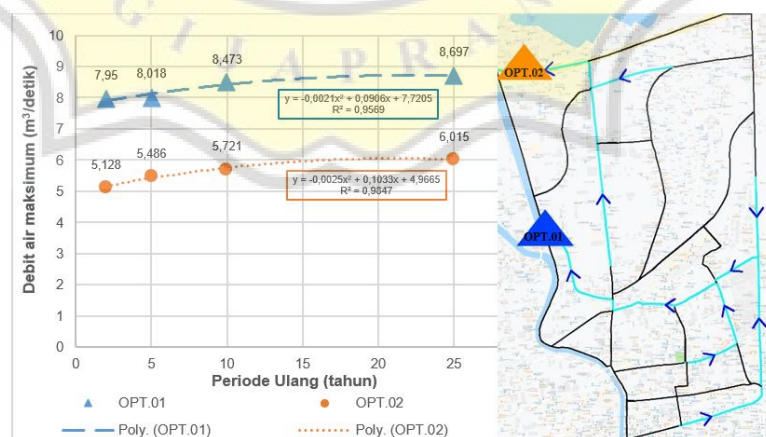 GILAPRAN
Debit air maksimum (m³/detik)
10
9
8
7
6
5
4
3
2
1
0
7,95
8,018
8,473
8,697
y = -0,0021x² + 0,0906x + 7,7205
R² = 0,9569
5,128
5,486
5,721
6,015
y = -0,0025x² + 0,1033x + 4,9665
R² = 0,9847
0 5 10 15 20 25
Periode Ulang (tahun)
OPT.01 OPT.02
Poly. (OPT.01) Poly. (OPT.02)
OPT.02
OPT.01